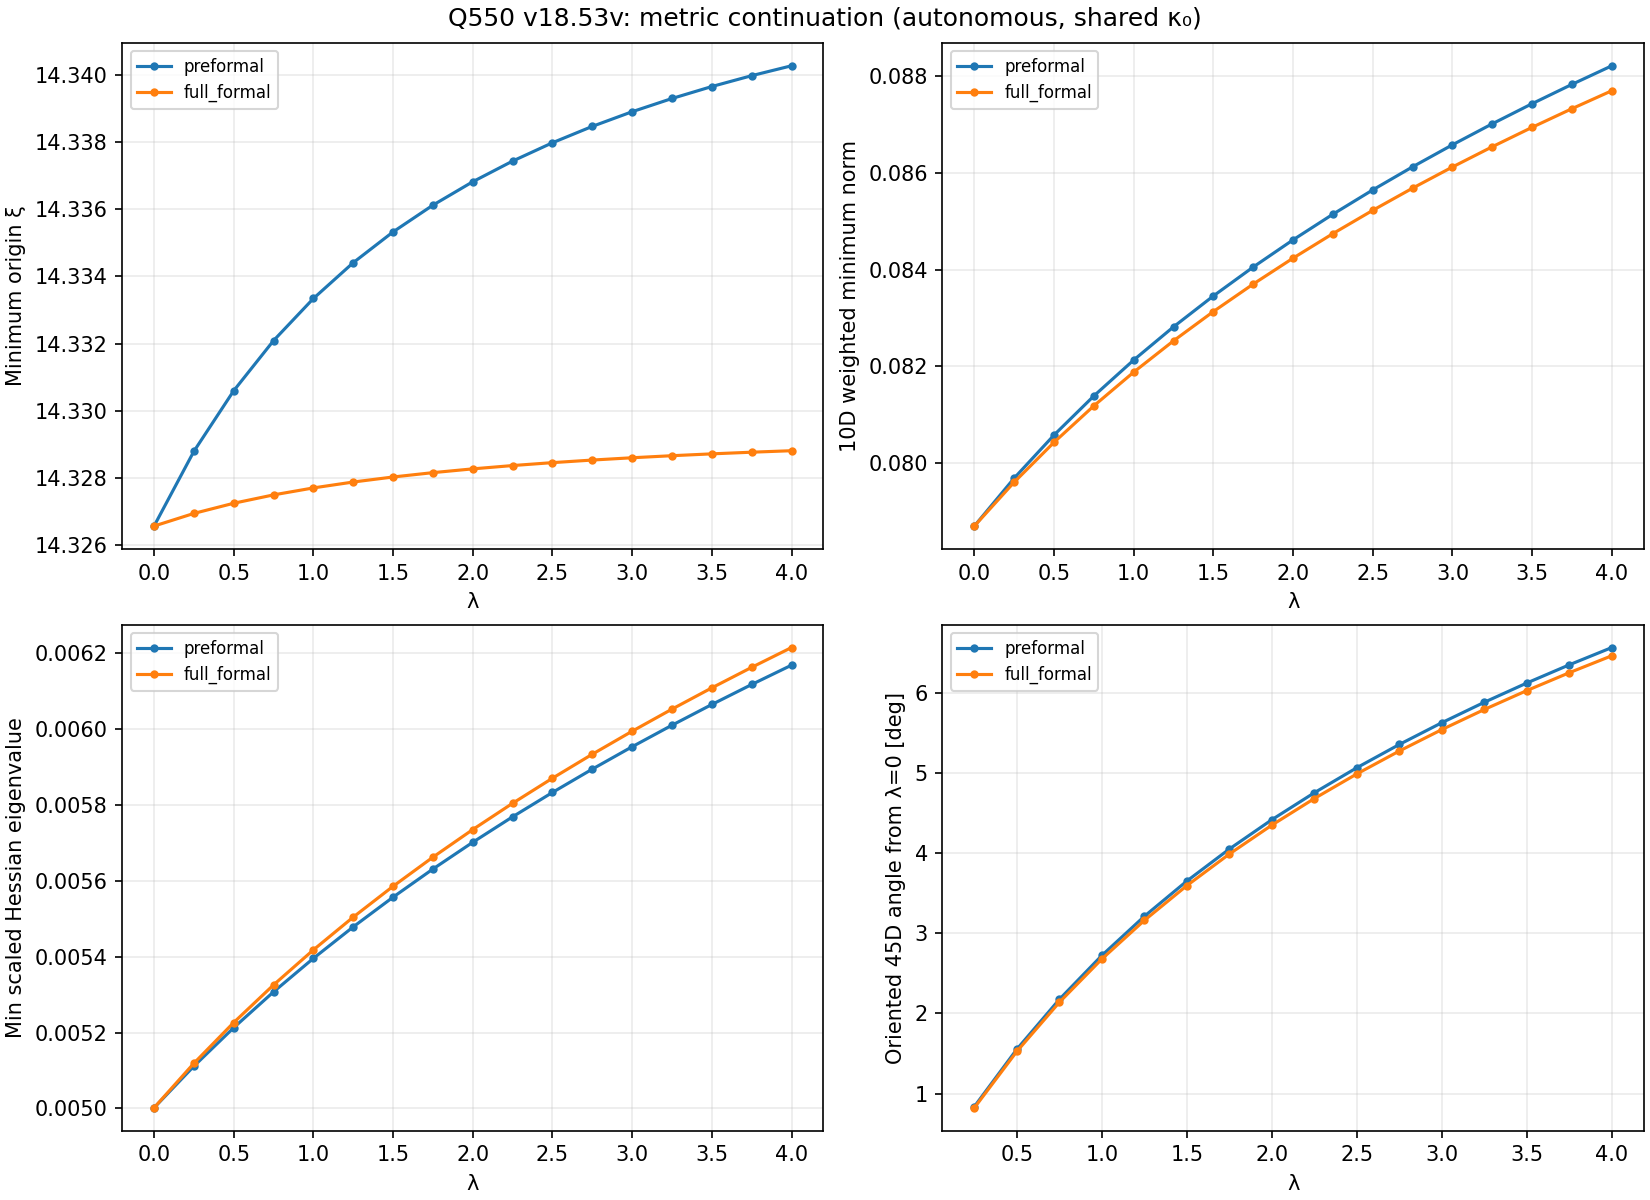 Q550 v18.53v: metric continuation (autonomous, shared κ₀)
preformal
full_formal
Minimum origin ξ
14.340
14.338
14.336
14.334
14.332
14.330
14.328
14.326
0.0 0.5 1.0 1.5 2.0 2.5 3.0 3.5 4.0
λ
preformal
full_formal
10D weighted minimum norm
0.088
0.086
0.084
0.082
0.080
0.0 0.5 1.0 1.5 2.0 2.5 3.0 3.5 4.0
λ
preformal
full_formal
Min scaled Hessian eigenvalue
0.0062
0.0060
0.0058
0.0056
0.0054
0.0052
0.0050
0.0 0.5 1.0 1.5 2.0 2.5 3.0 3.5 4.0
λ
preformal
full_formal
Oriented 45D angle from λ=0 [deg]
6
5
4
3
2
1
0.5 1.0 1.5 2.0 2.5 3.0 3.5 4.0
λ